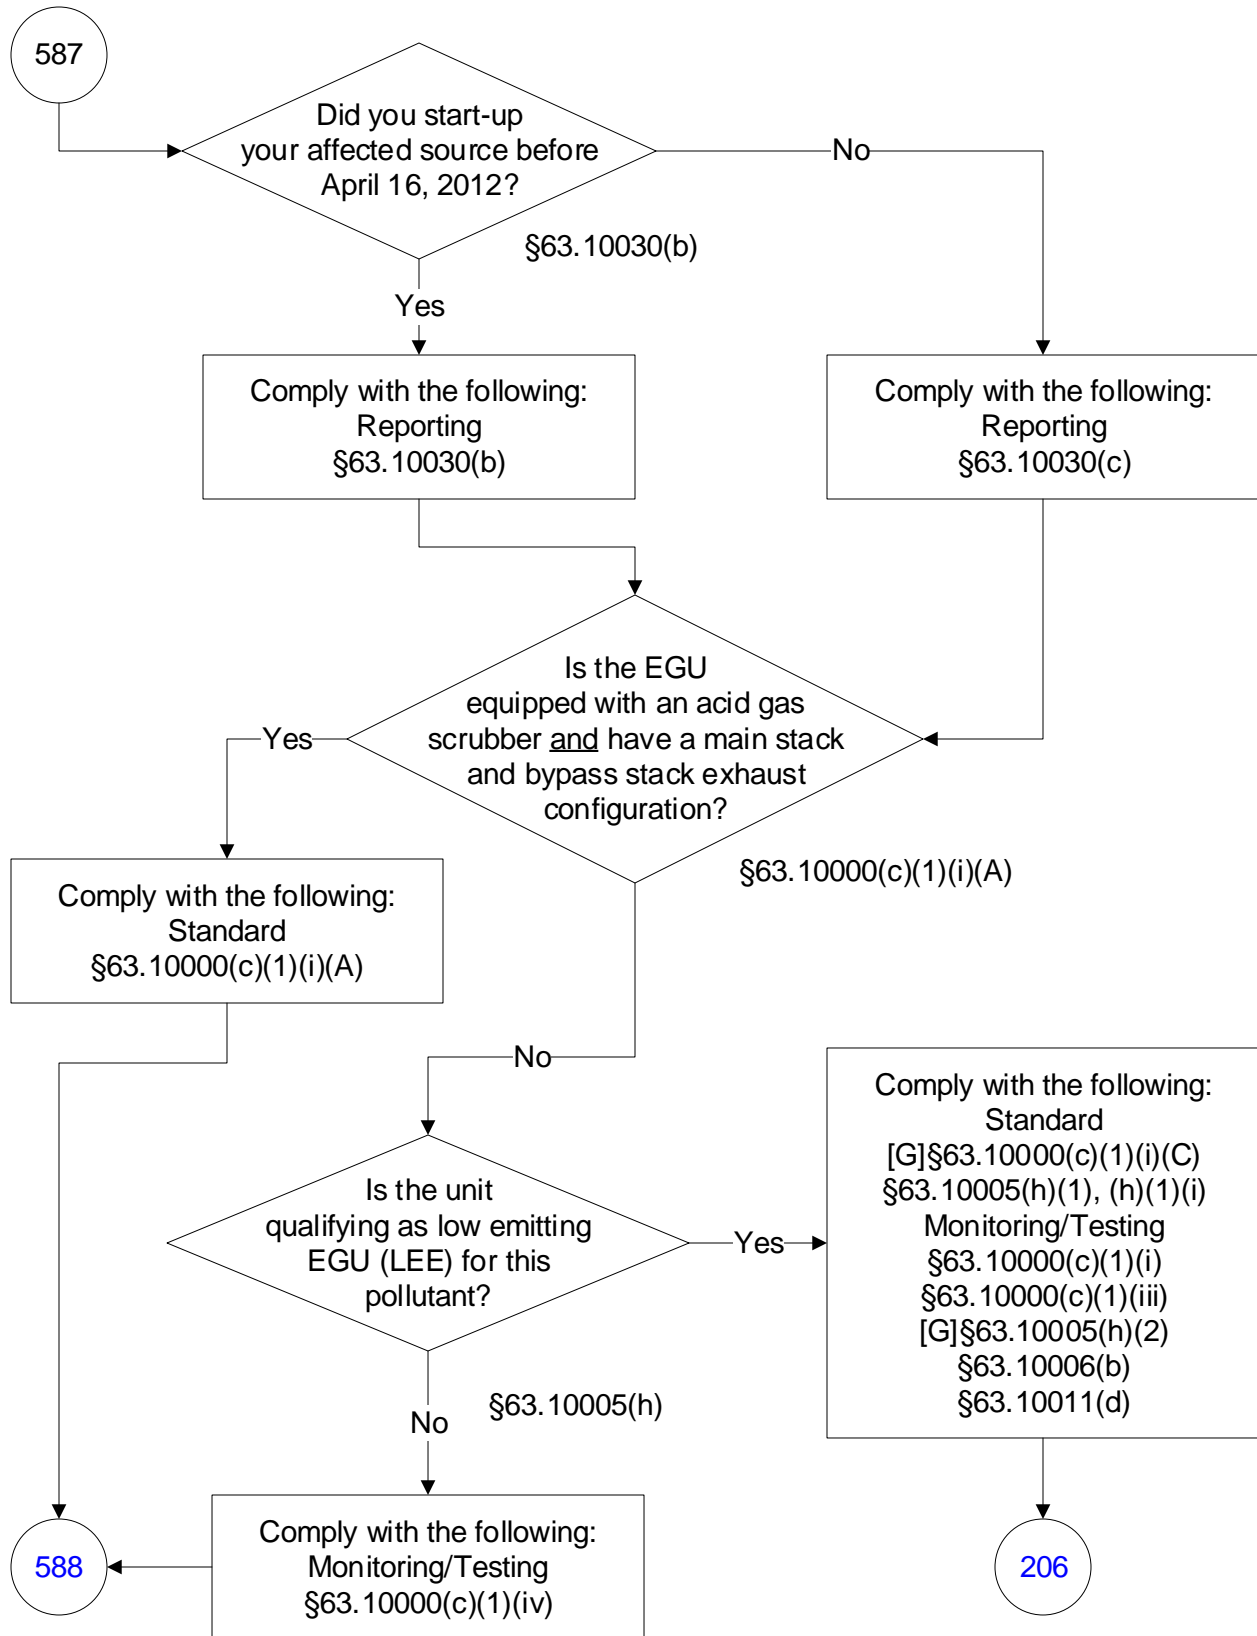 587
Did you start-up
your affected source before
April 16, 2012?
No
§63.10030(b)
Yes
Comply with the following:
Reporting
§63.10030(b)
Comply with the following:
Reporting
§63.10030(c)
Is the EGU
equipped with an acid gas
scrubber and have a main stack
and bypass stack exhaust
configuration?
Yes
§63.10000(c)(1)(i)(A)
Comply with the following:
Standard
§63.10000(c)(1)(i)(A)
No
Is the unit
qualifying as low emitting
EGU (LEE) for this
pollutant?
Yes
Comply with the following:
Standard
[G]§63.10000(c)(1)(i)(C)
§63.10005(h)(1), (h)(1)(i)
Monitoring/Testing
§63.10000(c)(1)(i)
§63.10000(c)(1)(iii)
[G]§63.10005(h)(2)
§63.10006(b)
§63.10011(d)
§63.10005(h)
No
588
Comply with the following:
Monitoring/Testing
§63.10000(c)(1)(iv)
206